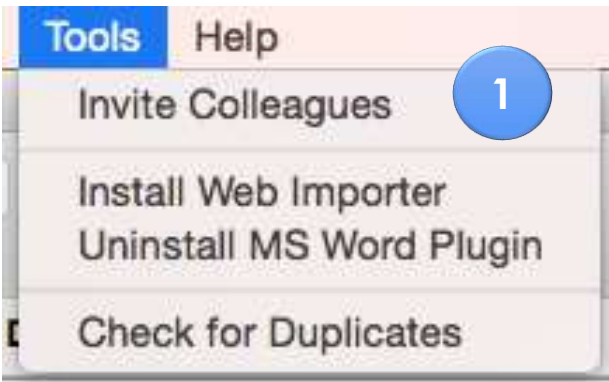 Tools Help
Invite Colleagues 1
Install Web Importer
Uninstall MS Word Plugin
Check for Duplicates